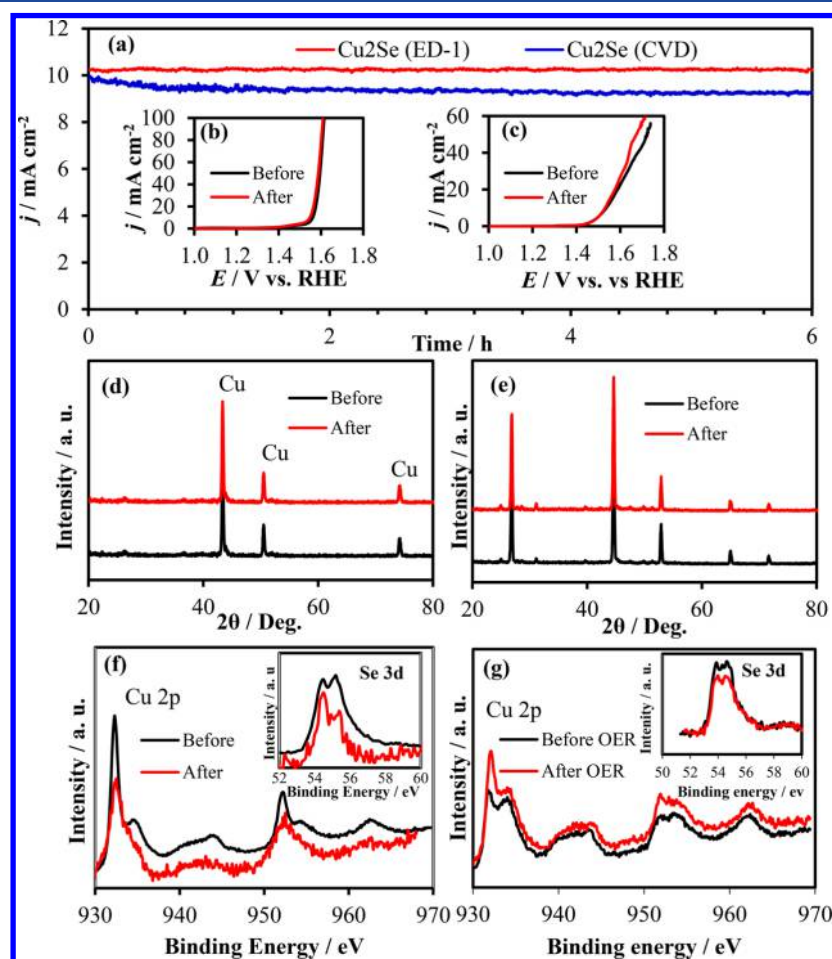 (a)
Cu2Se (ED-1)
Cu2Se (CVD)
j / mA cm-2
12
10
8
6
4
2
0
0
2
4
6
Time / h
(b)
Before
After
j / mA cm-2
100
80
60
40
20
0
1.0 1.2 1.4 1.6 1.8
E / V vs. RHE
(c)
Before
After
j / mA cm-2
60
40
20
0
1.0 1.2 1.4 1.6 1.8
E / V vs. vs RHE
(d)
Cu
Cu
Cu
Before
After
Intensity / a. u.
20 40 60 80
2θ / Deg.
(e)
Before
After
Intensity / a. u.
20 40 60 80
2θ / Deg.
(f)
Cu 2p
Before
After
Intensity / a. u.
930 940 950 960 970
Binding Energy / eV
Se 3d
Intensity / a. u
52 54 56 58 60
Binding Energy / eV
(g)
Cu 2p
Before OER
After OER
Intensity / a. u.
930 940 950 960 970
Binding energy / eV
Se 3d
Intenity / a. u.
50 52 54 56 58 60
Binding energy / ev